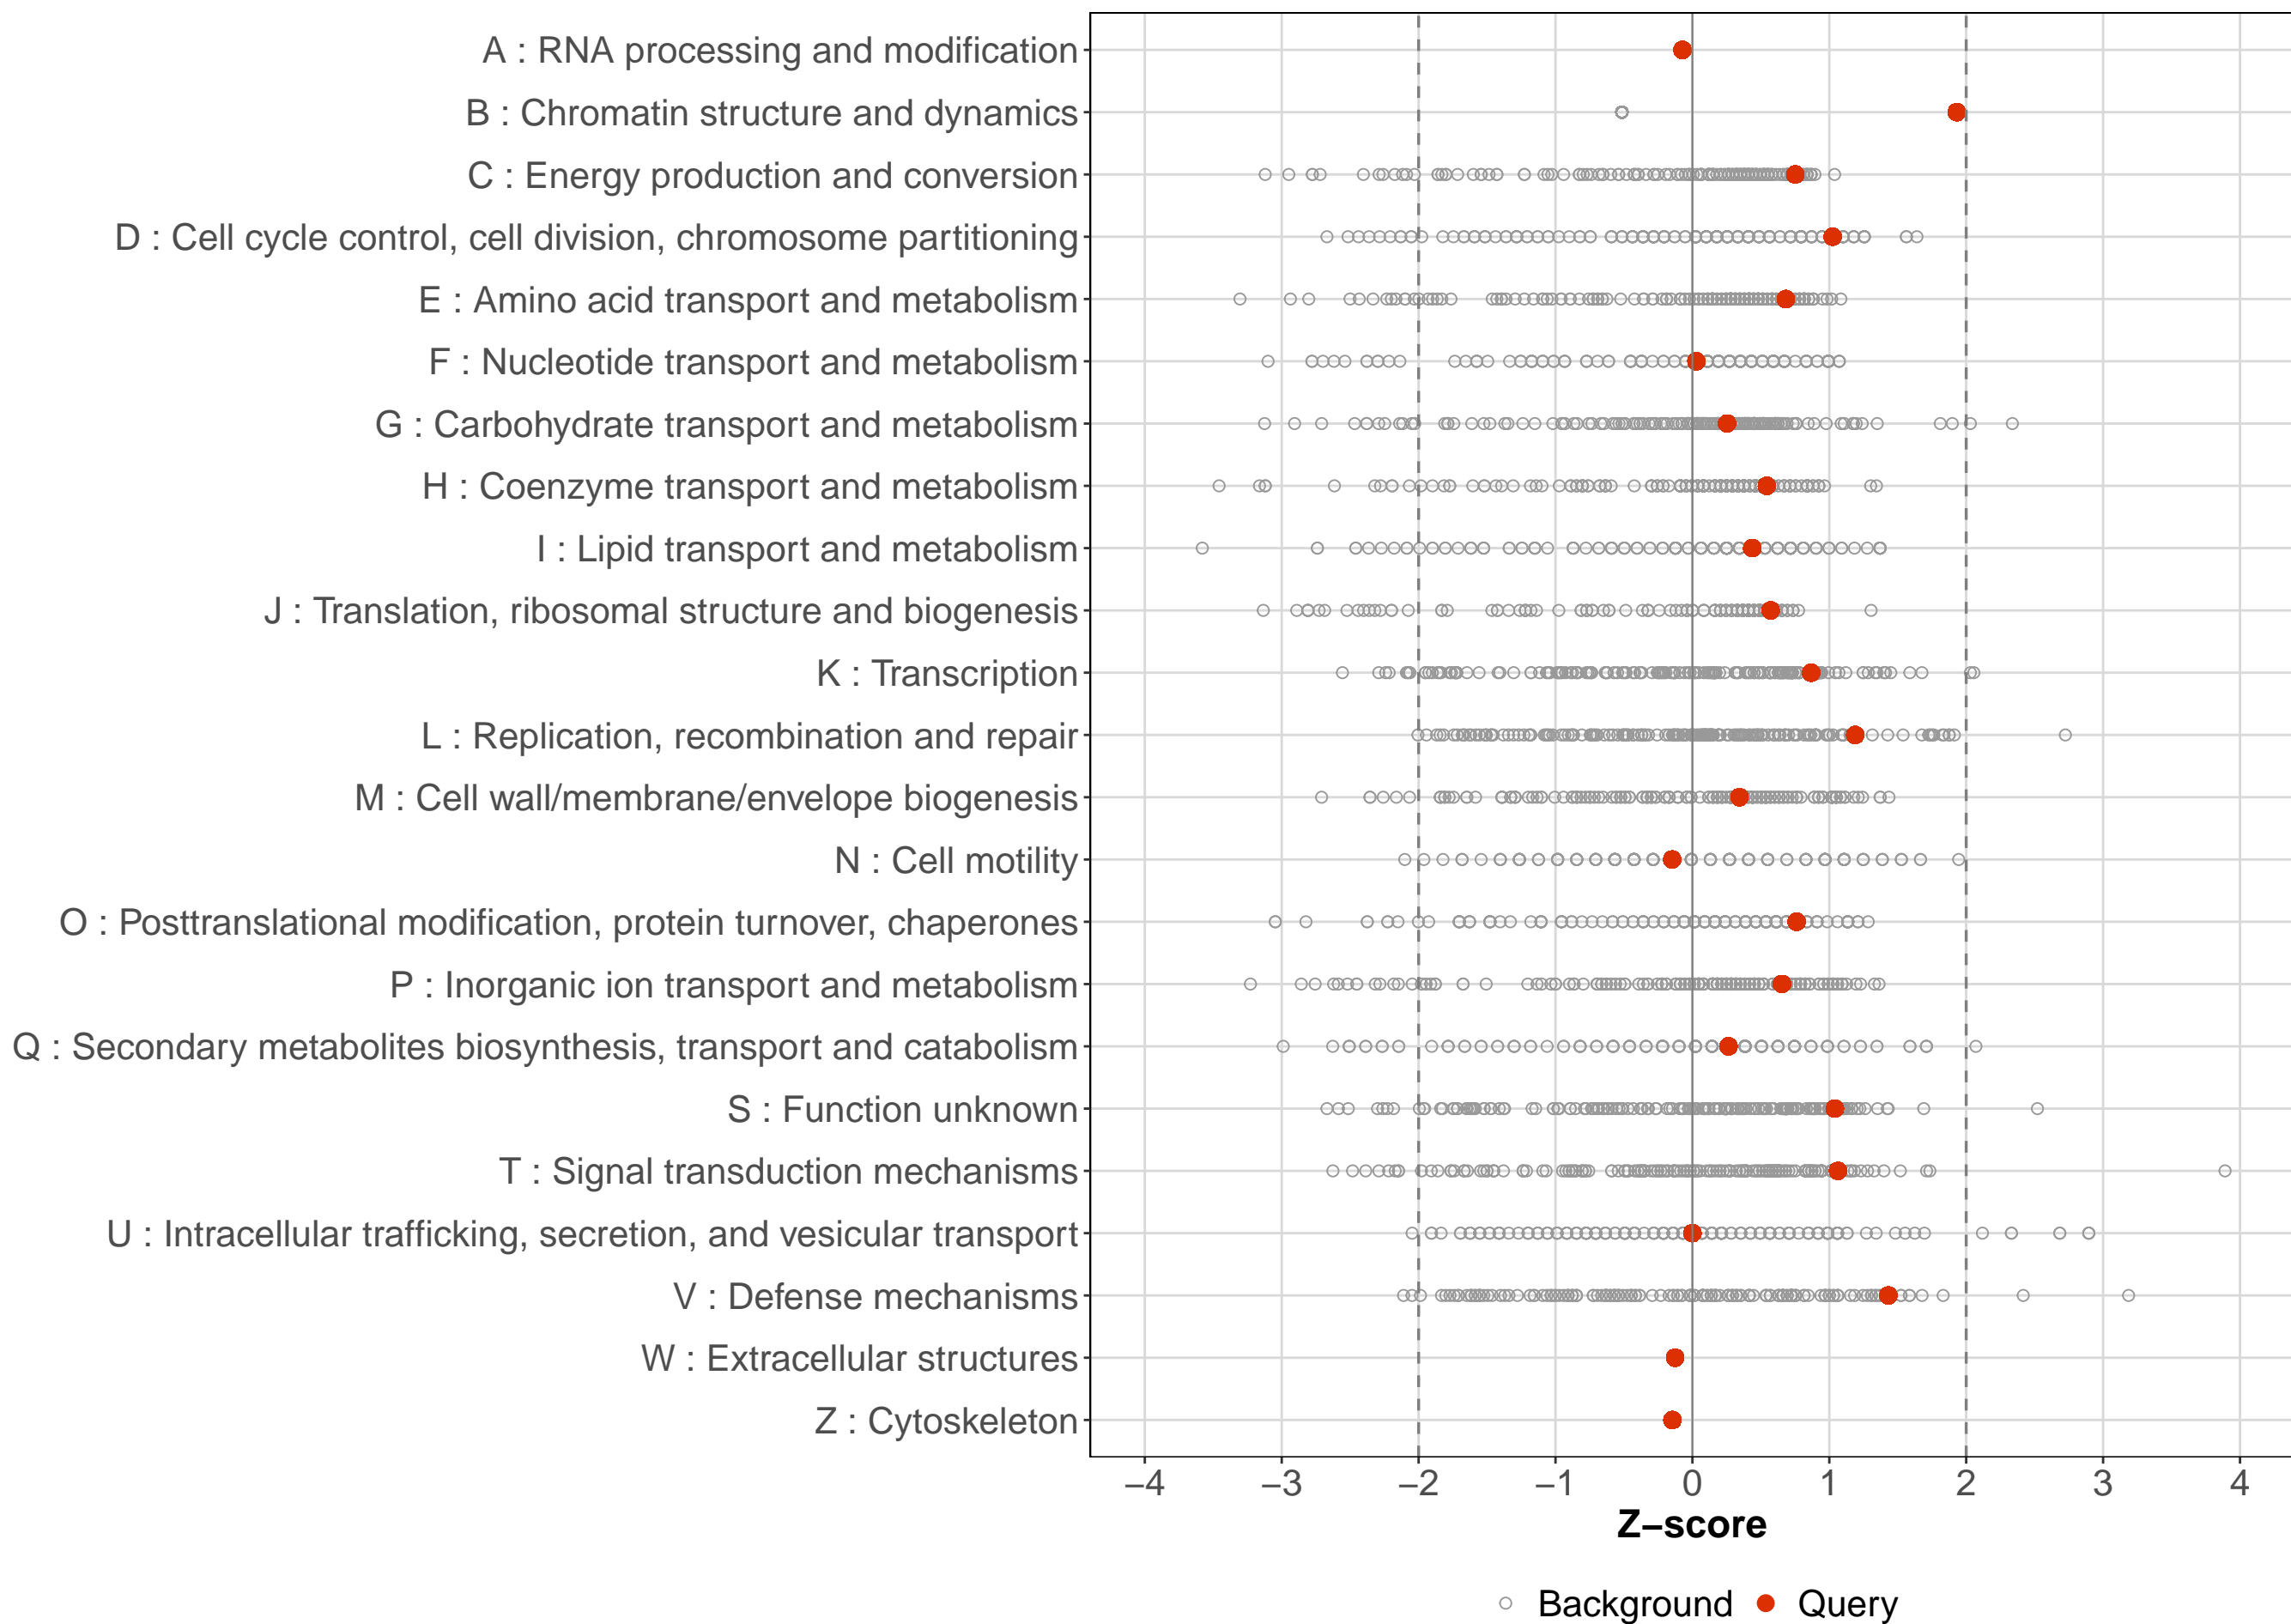 A : RNA processing and modification
B : Chromatin structure and dynamics
C : Energy production and conversion
D : Cell cycle control, cell division, chromosome partitioning
E : Amino acid transport and metabolism
F : Nucleotide transport and metabolism
G : Carbohydrate transport and metabolism
H : Coenzyme transport and metabolism
I : Lipid transport and metabolism
J : Translation, ribosomal structure and biogenesis
K : Transcription
L : Replication, recombination and repair
M : Cell wall/membrane/envelope biogenesis
N : Cell motility
O : Posttranslational modification, protein turnover, chaperones
P : Inorganic ion transport and metabolism
Q : Secondary metabolites biosynthesis, transport and catabolism
S : Function unknown
T : Signal transduction mechanisms
U : Intracellular trafficking, secretion, and vesicular transport
V : Defense mechanisms
W : Extracellular structures
Z : Cytoskeleton
−4 −3 −2 −1 0 1 2 3 4
Z−score
Background Query